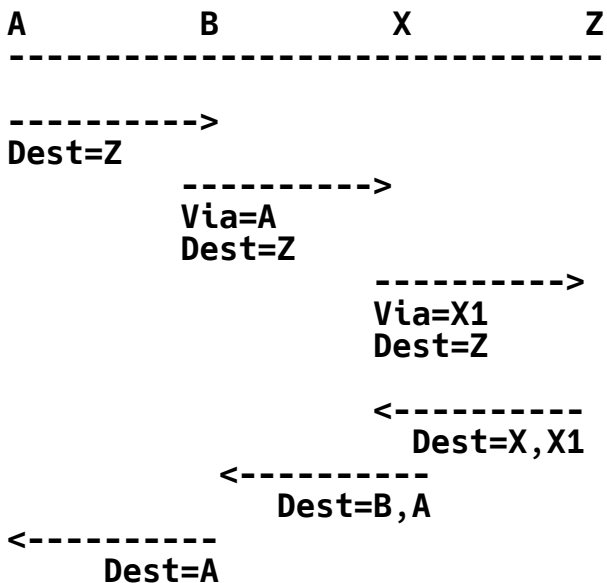 A B X Z
-------------------------------
---------->
Dest=Z
---------->
Via=A
Dest=Z
---------->
Via=X1
Dest=Z
<----------
Dest=X,X1
<----------
Dest=B,A
<----------
Dest=A